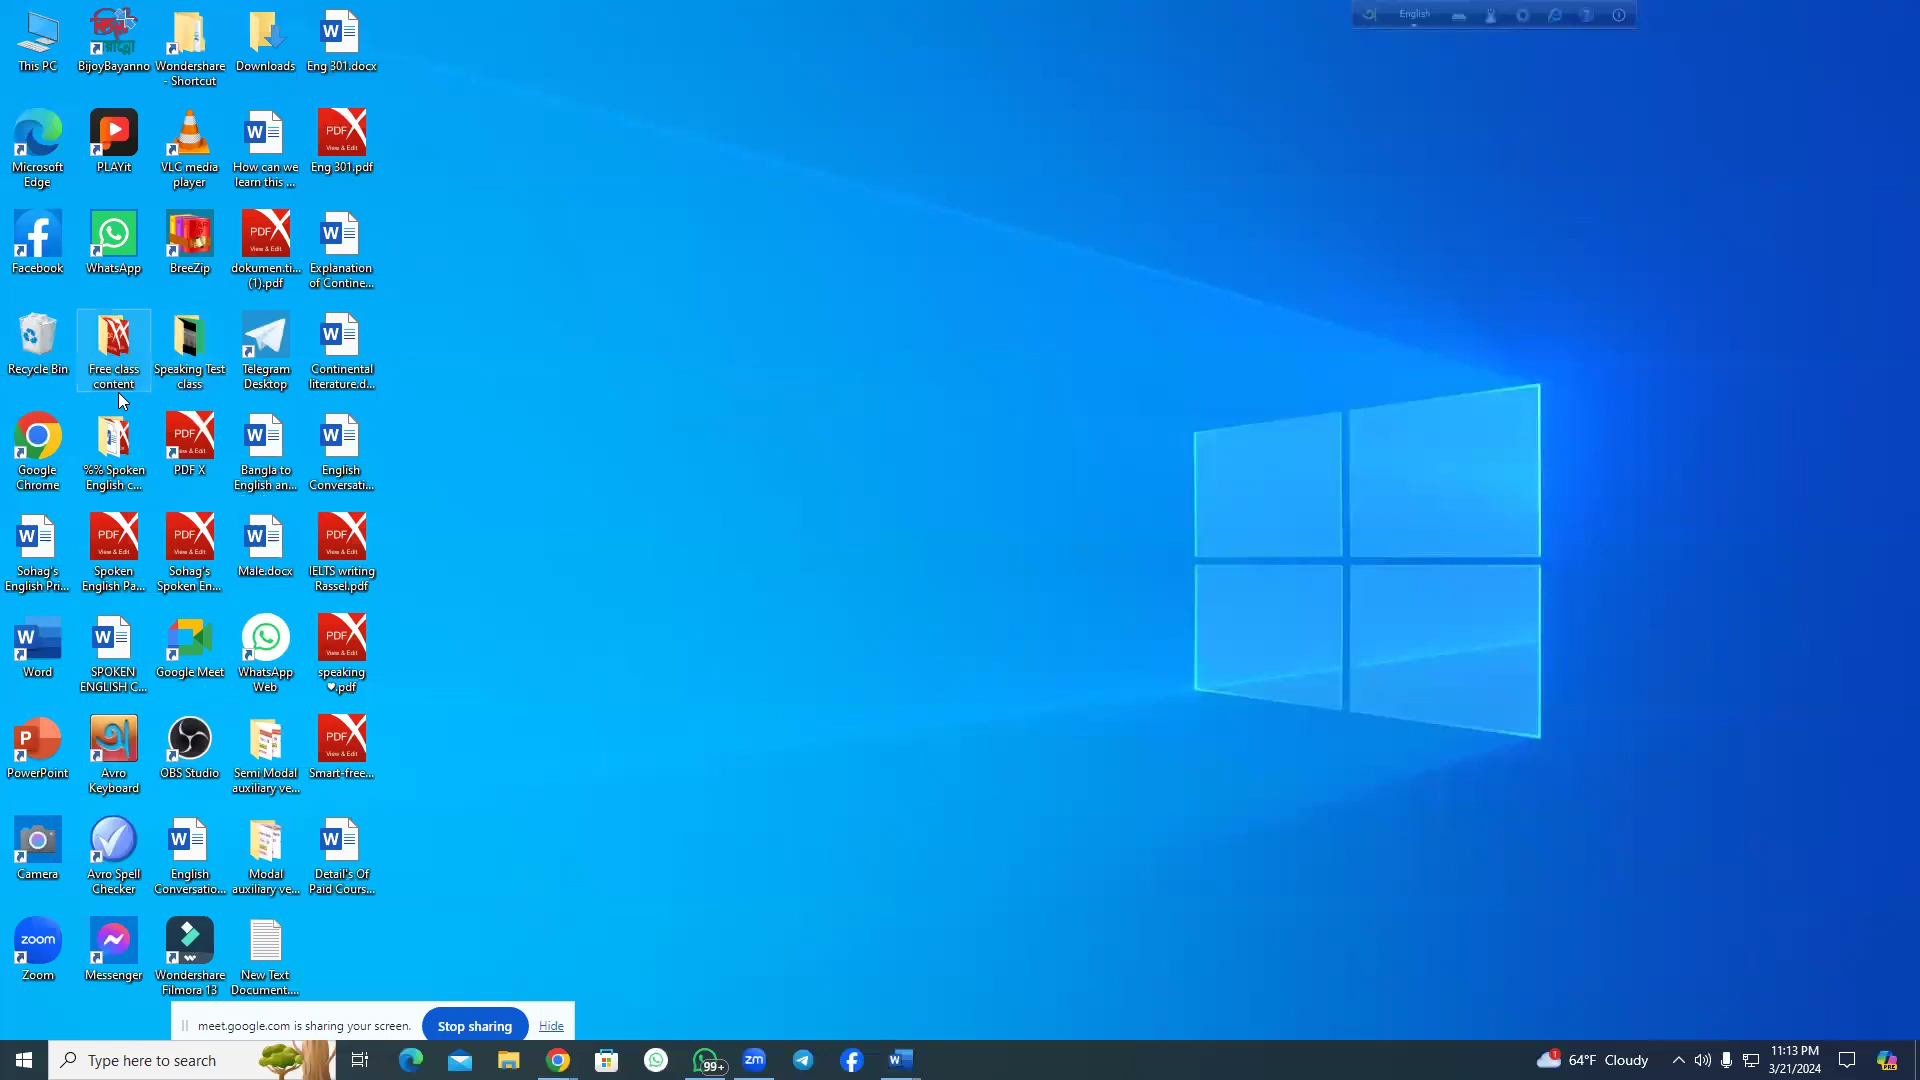 This PC
BijoyBayanno
Wondershare
- Shortcut
Downloads
Eng 301.docx
English
Microsoft
Edge
PLAYit
VLC media
player
How can we
learn this ...
Eng 301.pdf
Facebook
WhatsApp
BreeZip
dokumen.ti...
(1).pdf
Explanation
of Contine...
Recycle Bin
Free class
content
Speaking Test
class
Telegram
Desktop
Continental
literature.d...
Google
Chrome
%% Spoken
English c...
PDF X
Bangla to
English an...
English
Conversati...
Sohag's
English Pri...
Spoken
English Pa...
Sohag's
Spoken En...
Male.docx
IELTS writing
Rassel.pdf
Word
SPOKEN
ENGLISH C...
Google Meet
WhatsApp
Web
speaking
♥.pdf
PowerPoint
Avro
Keyboard
OBS Studio
Semi Modal
auxiliary ve...
Smart-free...
Camera
Avro Spell
Checker
English
Conversatio...
Modal
auxiliary ve...
Detail's Of
Paid Cours...
zoom
Zoom
Messenger
Wondershare
Filmora 13
New Text
Document....
meet.google.com is sharing your screen.
Stop sharing
Hide
Type here to search
99+
zm
64°F Cloudy
11:13 PM
3/21/2024